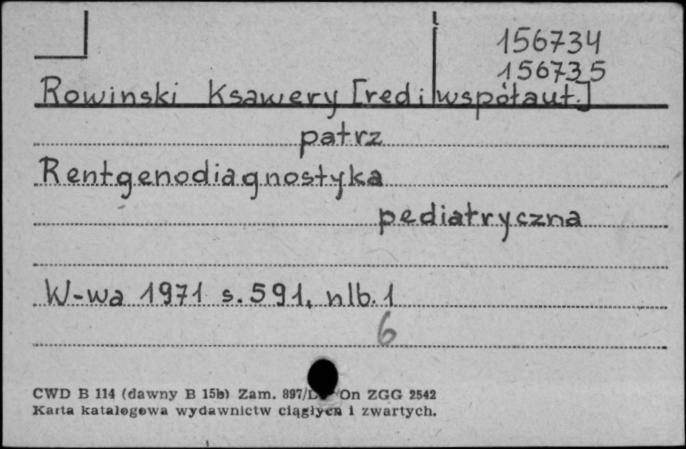 156734
156735
Rowinski Ksawery [red i współaut.]
patrz
Rentgenodiagnostyka
pediatryczna
W-wa 1971 s. 591, nlb. 1
6
CWD B 114 (dawny B 15b) Zam. On ZGG 2542
Karta katalogowa wydawnictw ciągłych i zwartych.